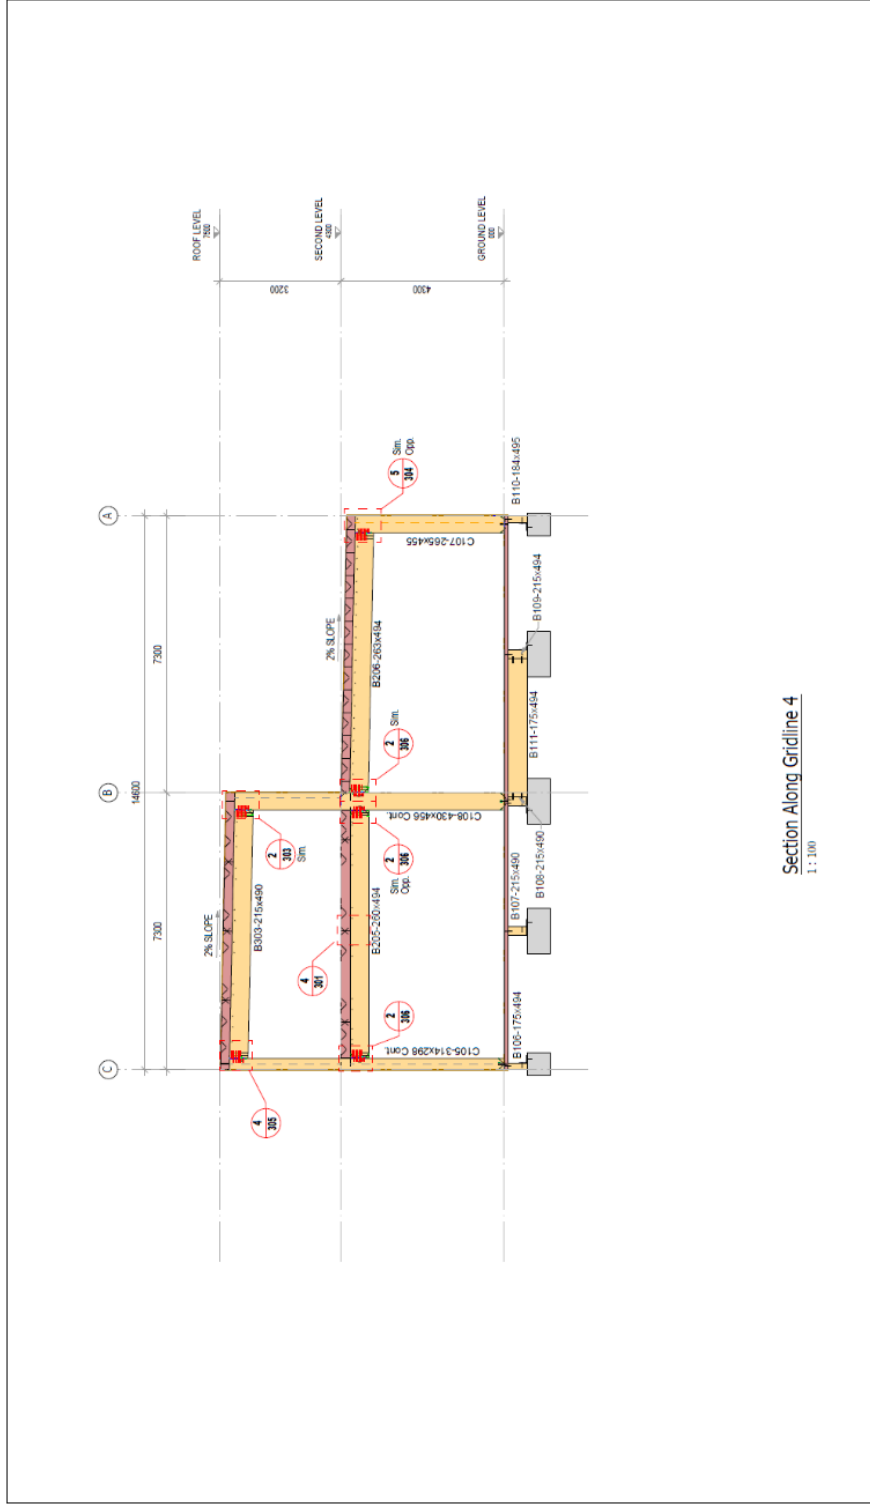 C
B
A
14600
7300
7300
ROOF LEVEL
7500
SECOND LEVEL
4300
GROUND LEVEL
000
3200
4300
4
305
2% SLOPE
B303-215x490
2
303
Sim.
4
301
2
306
B205-260x494
2
306
Sim.
Opp.
2
306
Sim.
2% SLOPE
B206-263x494
5
304
Sim.
Opp.
C105-314x298 Cont.
C108-430x456 Cont.
C107-265x455
B106-175x494
B107-215x490
B108-215x490
B111-175x494
B109-215x494
B110-184x495
Section Along Gridline 4
1 : 100